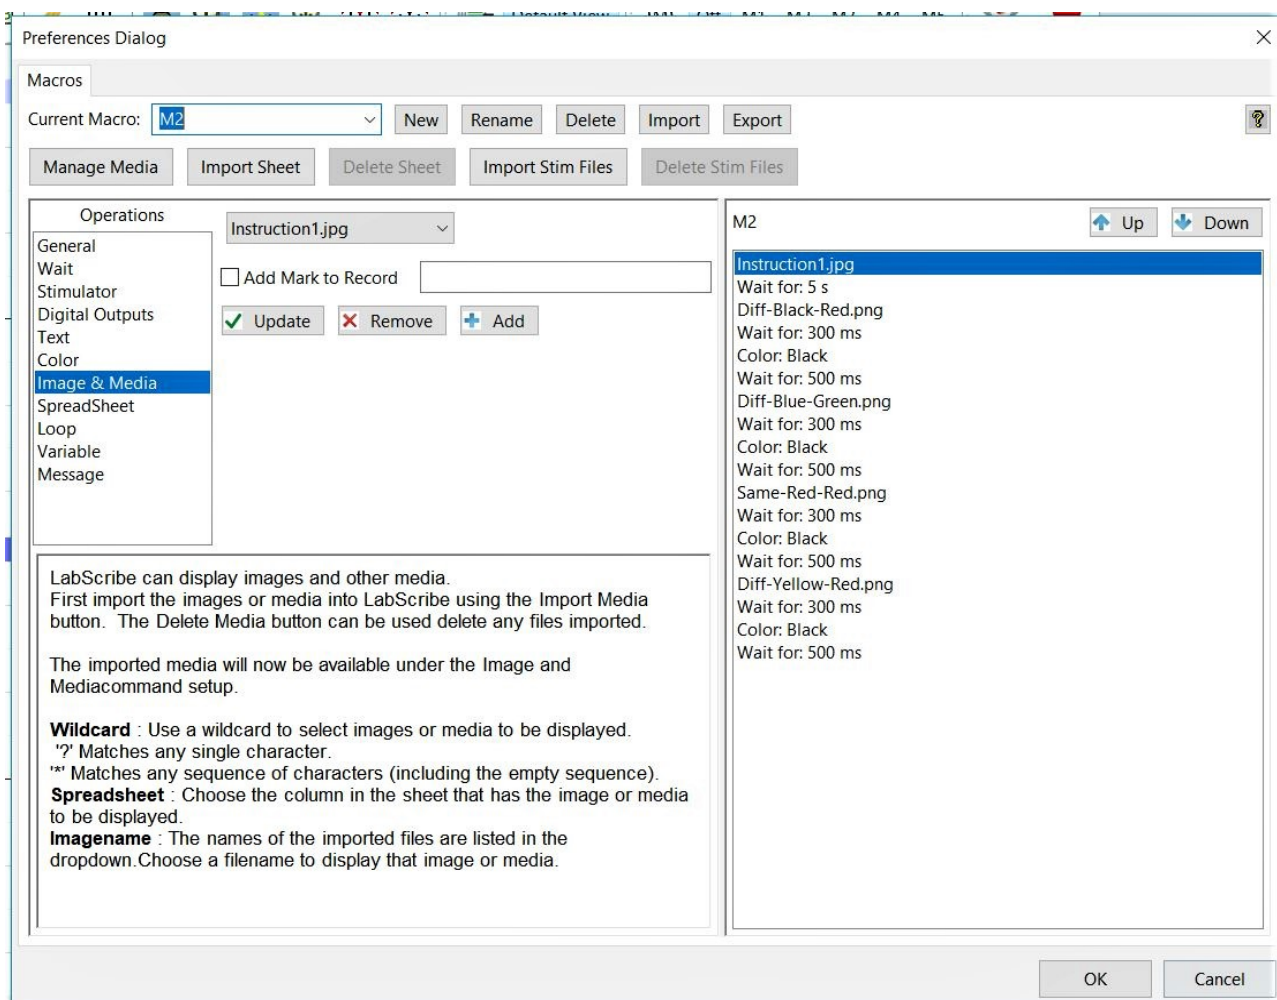 Default View
Off
Preferences Dialog
Macros
Current Macro: M2 New Rename Delete Import Export ?
Manage Media Import Sheet Delete Sheet Import Stim Files Delete Stim Files
Operations
General
Wait
Stimulator
Digital Outputs
Text
Color
Image & Media
SpreadSheet
Loop
Variable
Message
Instruction1.jpg
Add Mark to Record
Update Remove Add
LabScribe can display images and other media.
First import the images or media into LabScribe using the Import Media
button. The Delete Media button can be used delete any files imported.
The imported media will now be available under the Image and
Mediacommand setup.
Wildcard : Use a wildcard to select images or media to be displayed.
'?' Matches any single character.
'*' Matches any sequence of characters (including the empty sequence).
Spreadsheet : Choose the column in the sheet that has the image or media
to be displayed.
Imagename : The names of the imported files are listed in the
dropdown.Choose a filename to display that image or media.
M2 Up Down
Instruction1.jpg
Wait for: 5 s
Diff-Black-Red.png
Wait for: 300 ms
Color: Black
Wait for: 500 ms
Diff-Blue-Green.png
Wait for: 300 ms
Color: Black
Wait for: 500 ms
Same-Red-Red.png
Wait for: 300 ms
Color: Black
Wait for: 500 ms
Diff-Yellow-Red.png
Wait for: 300 ms
Color: Black
Wait for: 500 ms
OK Cancel